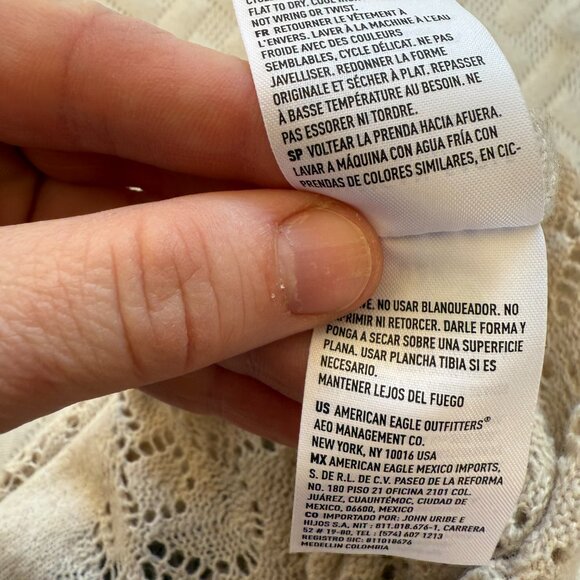 FLAT TO DRY. COOL IRON
NOT WRING OR TWIST.
FR RETOURNER LE VÊTEMENT À
L'ENVERS. LAVER À LA MACHINE À L'EAU
FROIDE AVEC DES COULEURS
SEMBLABLES, CYCLE DÉLICAT. NE PAS
JAVELLISER. REDONNER LA FORME
ORIGINALE ET SÉCHER À PLAT. REPASSER
À BASSE TEMPÉRATURE AU BESOIN. NE
PAS ESSORER NI TORDRE.
SP VOLTEAR LA PRENDA HACIA AFUERA.
LAVAR A MÁQUINA CON AGUA FRÍA CON
PRENDAS DE COLORES SIMILARES, EN CIC-
NO USAR BLANQUEADOR. NO
NI RETORCER. DARLE FORMA Y
PONGA A SECAR SOBRE UNA SUPERFICIE
PLANA. USAR PLANCHA TIBIA SI ES
NECESARIO.
MANTENER LEJOS DEL FUEGO
US AMERICAN EAGLE OUTFITTERS®
AEO MANAGEMENT CO.
NEW YORK, NY 10016 USA
MX AMERICAN EAGLE MEXICO IMPORTS,
S. DE R.L. DE C.V. PASEO DE LA REFORMA
NO. 180 PISO 21 OFICINA 2101 COL.
JUÁREZ, CUAUHTÉMOC, CIUDAD DE
MEXICO, 06600, MEXICO
CO IMPORTADO POR: JOHN URIBE E
HIJOS S.A. NIT : 811.018.676-1, CARRERA
52 # 19-80, TEL: (574) 607 1213
REGISTRO SIC: 811018676
MEDELLIN COLOMBIA